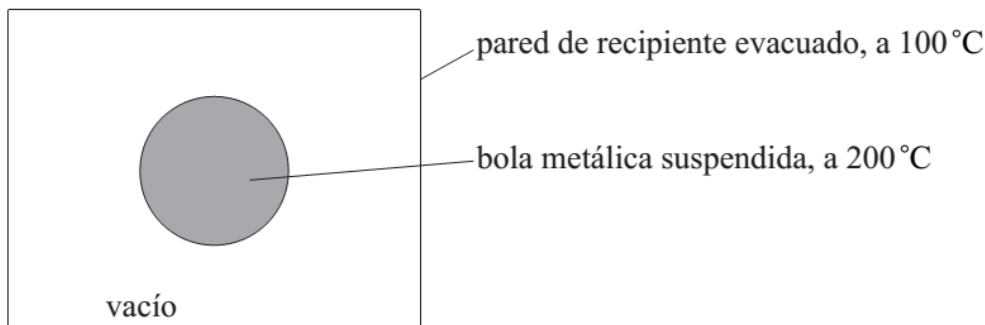 pared de recipiente evacuado, a 100 °C
bola metálica suspendida, a 200 °C
vacío